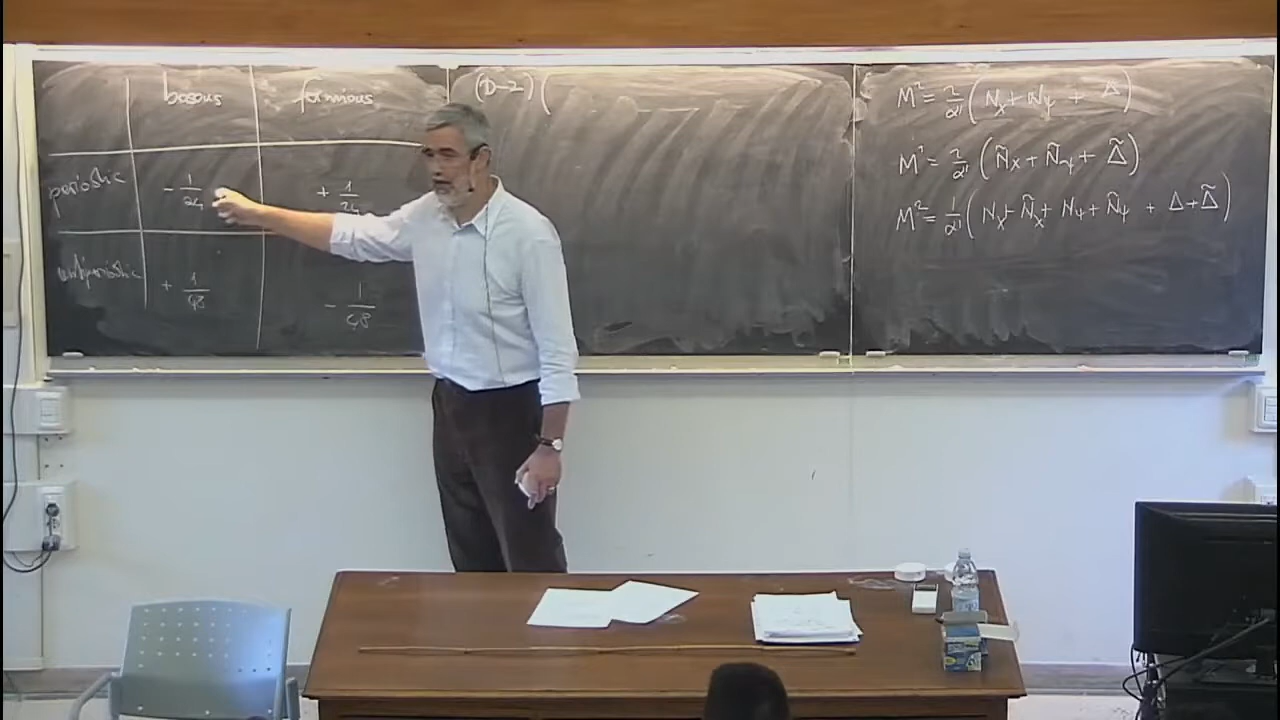 bosons fermions
periodic - 1/24 + 1/24
antiperiodic + 1/48 - 1/48
(D-2)(
M² = 2/α' (N_X + N_ψ + Δ)
M² = 2/α' (Ñ_X + Ñ_ψ + Δ̃)
M² = 1/α' (N_X + Ñ_X + N_ψ + Ñ_ψ + Δ + Δ̃)